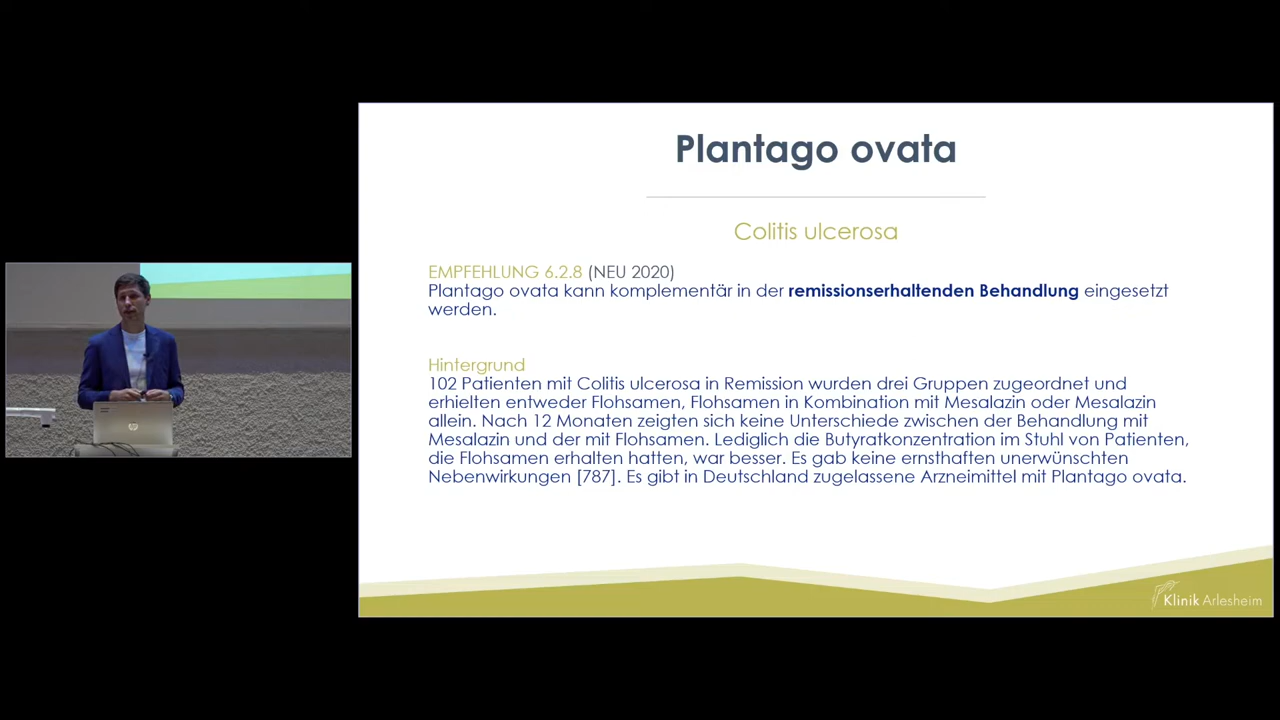 Plantago ovata
Colitis ulcerosa
EMPFEHLUNG 6.2.8 (NEU 2020)
Plantago ovata kann komplementär in der remissionserhaltenden Behandlung eingesetzt
werden.
Hintergrund
102 Patienten mit Colitis ulcerosa in Remission wurden drei Gruppen zugeordnet und
erhielten entweder Flohsamen, Flohsamen in Kombination mit Mesalazin oder Mesalazin
allein. Nach 12 Monaten zeigten sich keine Unterschiede zwischen der Behandlung mit
Mesalazin und der mit Flohsamen. Lediglich die Butyratkonzentration im Stuhl von Patienten,
die Flohsamen erhalten hatten, war besser. Es gab keine ernsthaften unerwünschten
Nebenwirkungen [787]. Es gibt in Deutschland zugelassene Arzneimittel mit Plantago ovata.
Klinik Arlesheim
hp